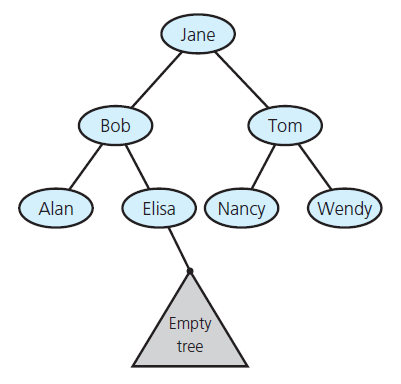 Jane
Bob
Tom
Alan
Elisa
Nancy
Wendy
Empty
tree